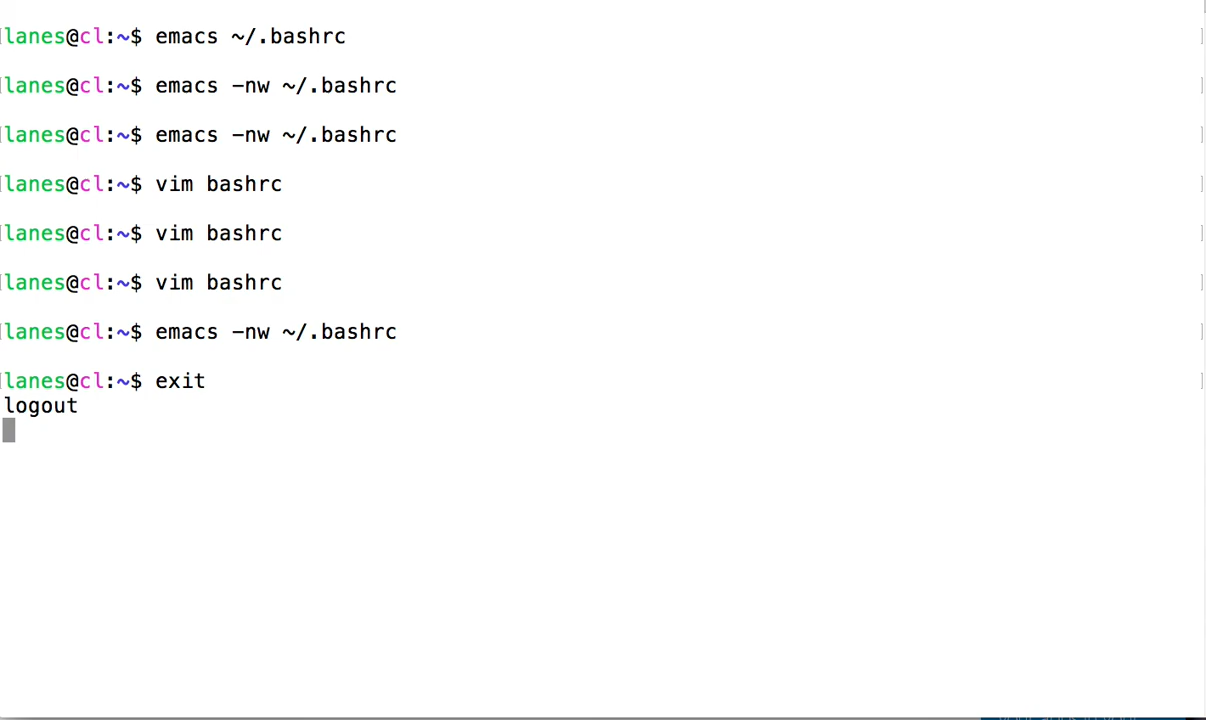 lanes@cl:~$ emacs ~/.bashrc
lanes@cl:~$ emacs -nw ~/.bashrc
lanes@cl:~$ emacs -nw ~/.bashrc
lanes@cl:~$ vim bashrc
lanes@cl:~$ vim bashrc
lanes@cl:~$ vim bashrc
lanes@cl:~$ emacs -nw ~/.bashrc
lanes@cl:~$ exit
logout